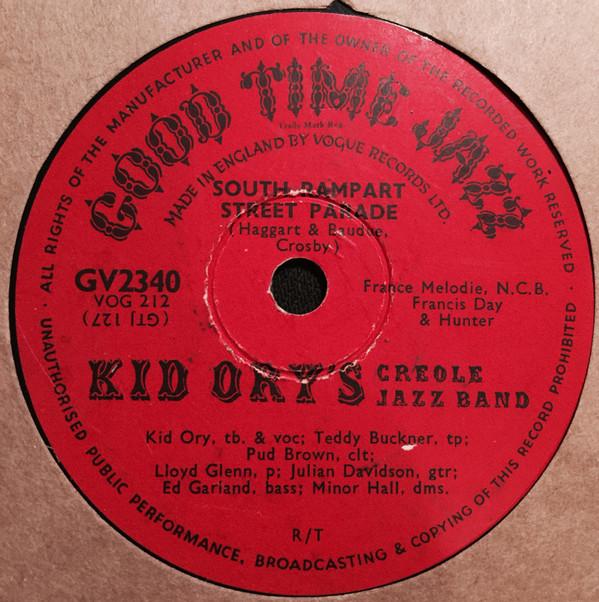 ALL RIGHTS OF THE MANUFACTURER AND OF THE OWNER OF THE RECORDED WORK RESERVED
GOOD TIME JAZZ
Trade Mark Reg.
MADE IN ENGLAND BY VOGUE RECORDS LTD.
SOUTH RAMPART
STREET PARADE
(Haggart & Bauduc,
Crosby)
GV2340
VOG 212
(GTJ 127)
France Melodie, N.C.B.
Francis Day
& Hunter
KID ORY'S CREOLE
JAZZ BAND
Kid Ory, tb. & voc; Teddy Buckner, tp;
Pud Brown, clt;
Lloyd Glenn, p; Julian Davidson, gtr;
Ed Garland, bass; Minor Hall, dms.
R/T
· UNAUTHORISED PUBLIC PERFORMANCE, BROADCASTING & COPYING OF THIS RECORD PROHIBITED ·